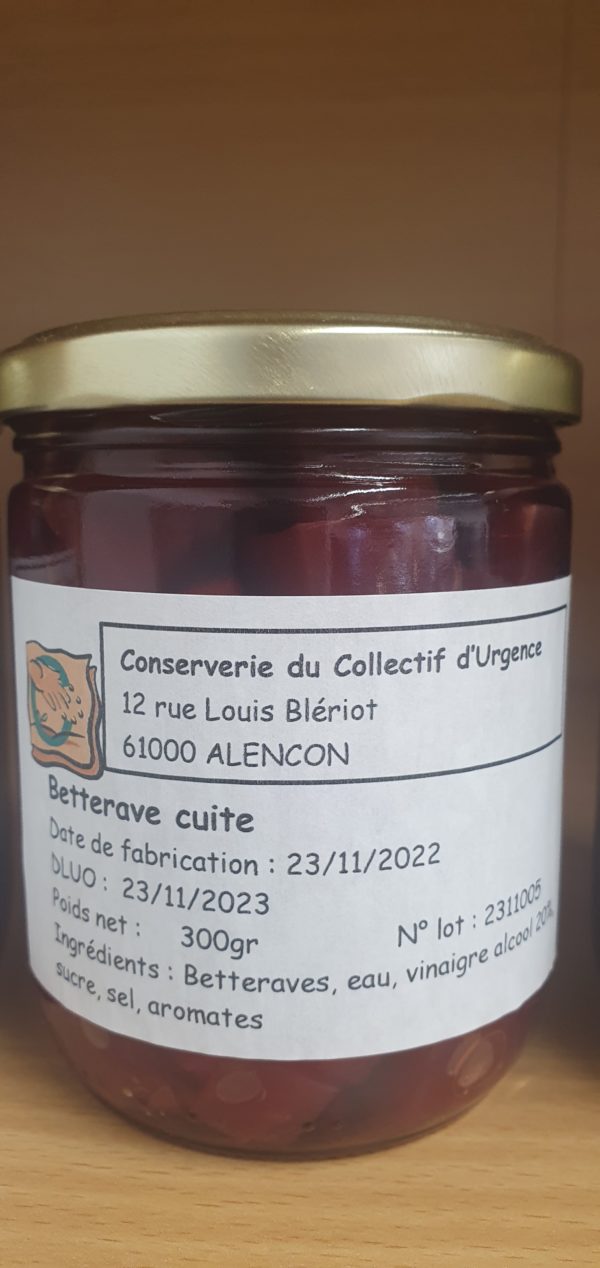 Conserverie du Collectif d'Urgence
12 rue Louis Blériot
61000 ALENCON
Betterave cuite
Date de fabrication : 23/11/2022
DLUO : 23/11/2023
Poids net : 300gr N° lot : 2311005
Ingrédients : Betteraves, eau, vinaigre alcool 20%,
sucre, sel, aromates